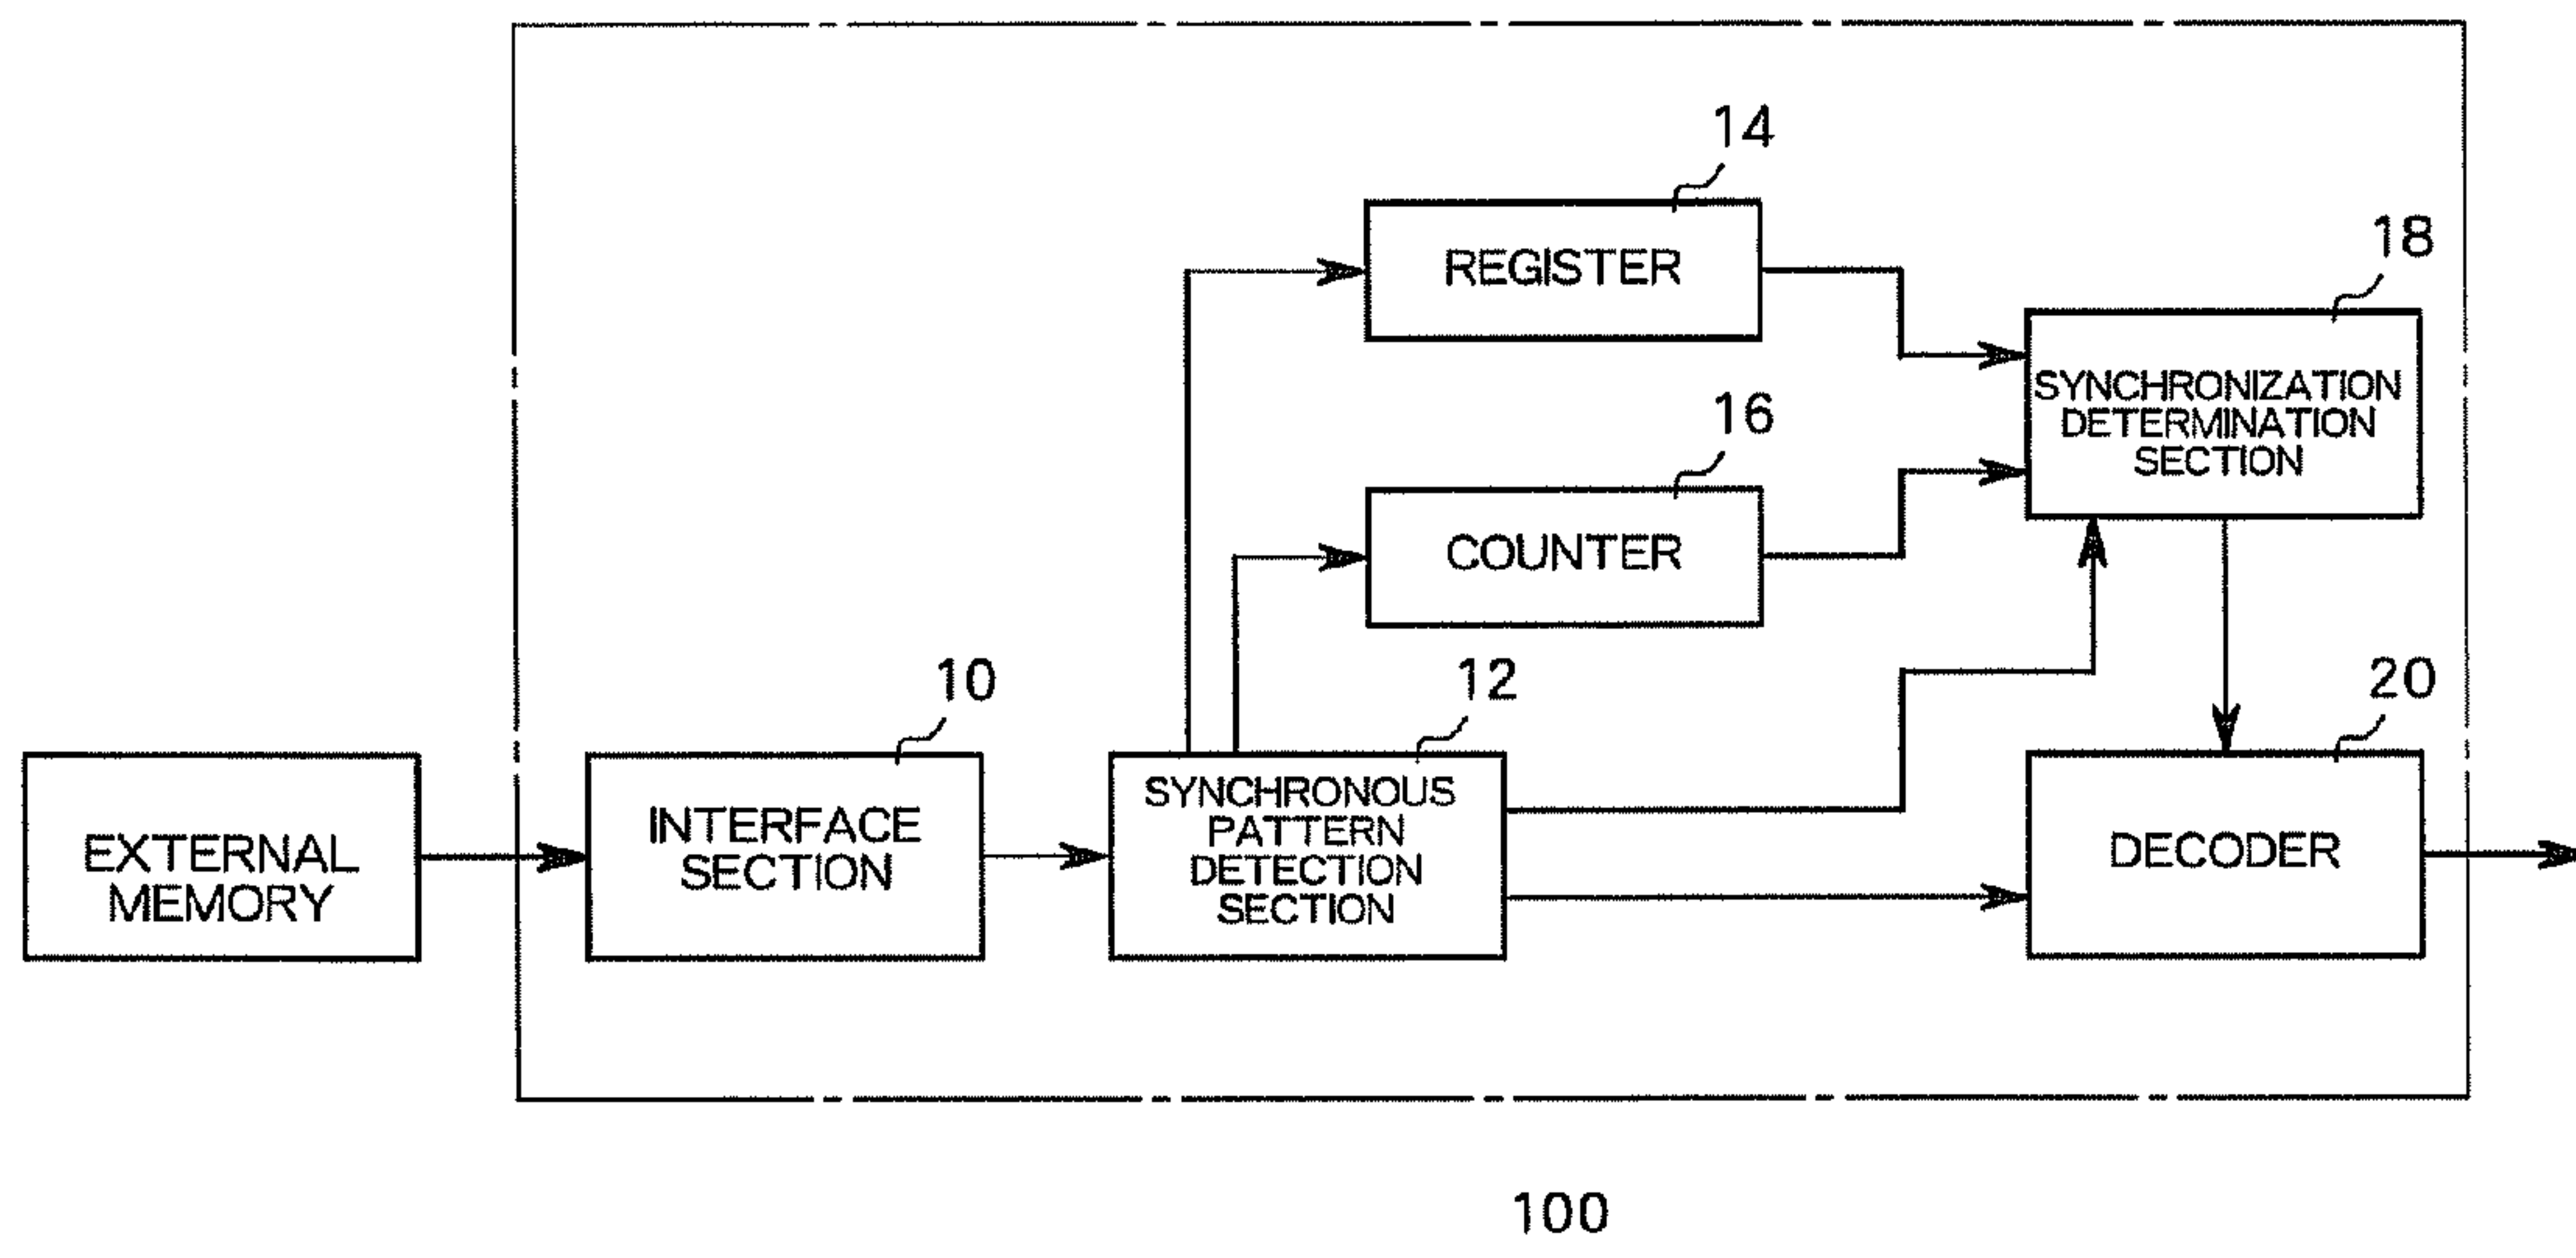 14
REGISTER
18
SYNCHRONIZATION
DETERMINATION
SECTION
16
COUNTER
10
12
20
EXTERNAL
MEMORY
INTERFACE
SECTION
SYNCHRONOUS
PATTERN
DETECTION
SECTION
DECODER
100